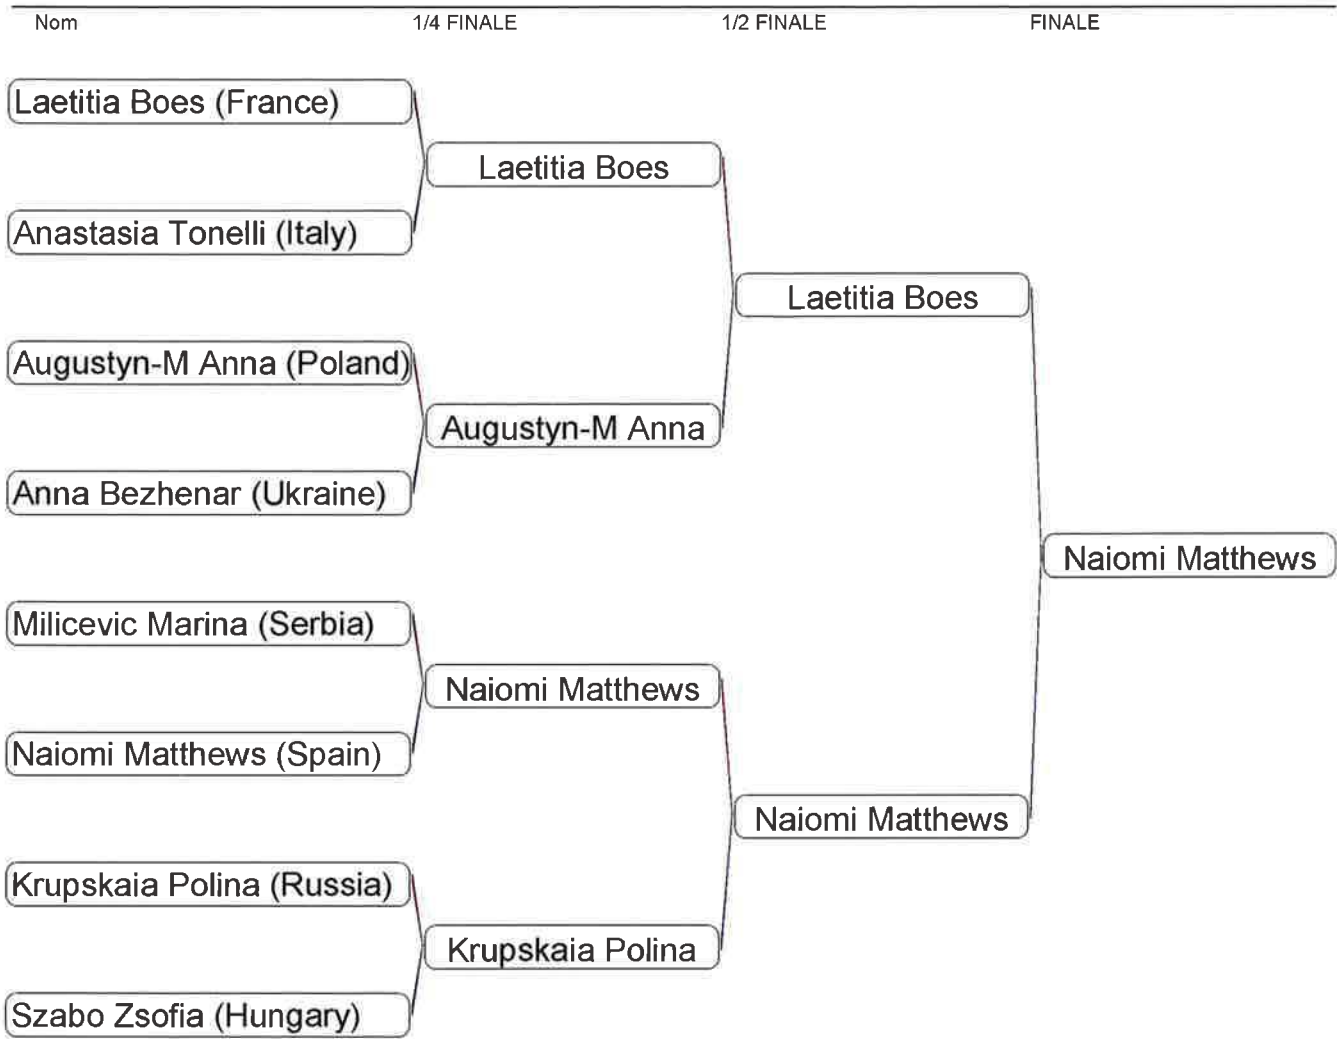 Nom 1/4 FINALE 1/2 FINALE FINALE
Laetitia Boes (France)
Laetitia Boes
Anastasia Tonelli (Italy)
Laetitia Boes
Augustyn-M Anna (Poland)
Augustyn-M Anna
Anna Bezhenar (Ukraine)
Naiomi Matthews
Milicevic Marina (Serbia)
Naiomi Matthews
Naiomi Matthews (Spain)
Naiomi Matthews
Krupskaia Polina (Russia)
Krupskaia Polina
Szabo Zsofia (Hungary)